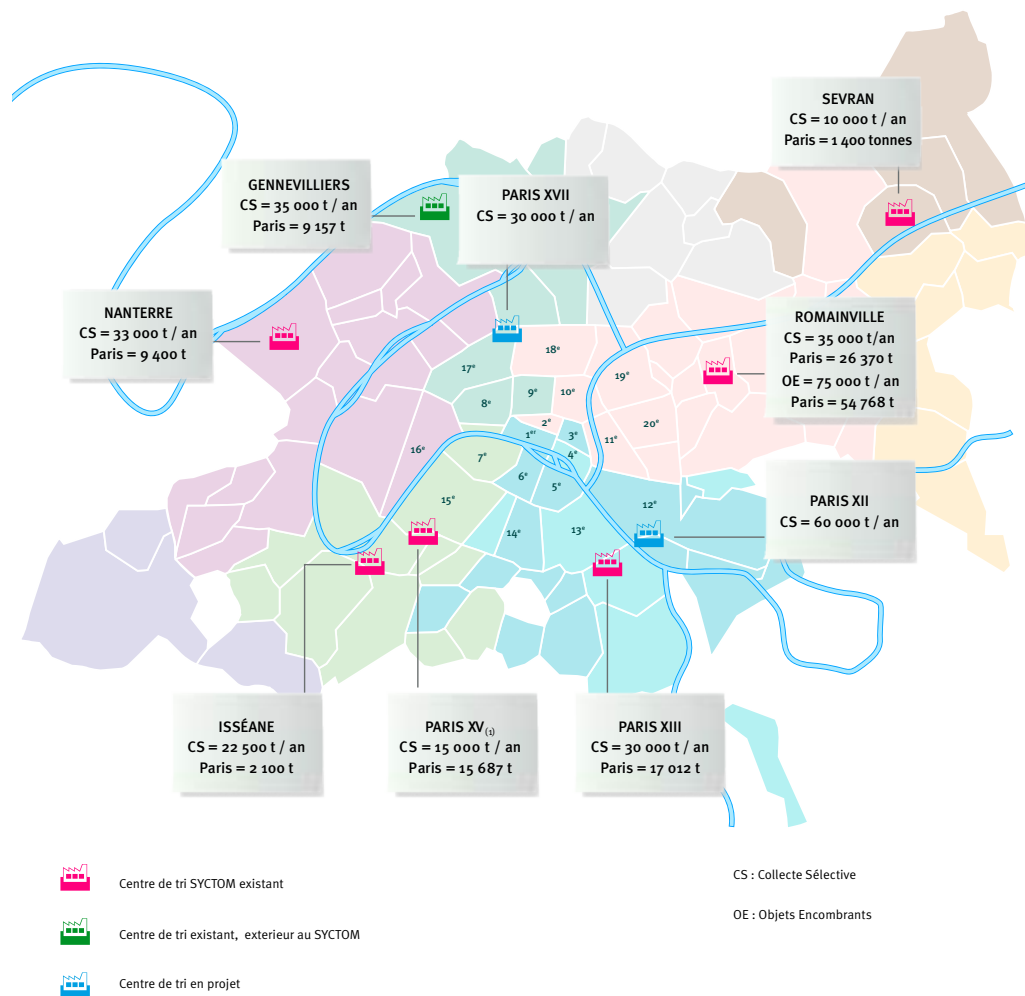 SEVRAN
CS = 10 000 t / an
Paris = 1 400 tonnes
GENNEVILLIERS
CS = 35 000 t / an
Paris = 9 157 t
PARIS XVII
CS = 30 000 t / an
NANTERRE
CS = 33 000 t / an
Paris = 9 400 t
ROMAINVILLE
CS = 35 000 t/an
Paris = 26 370 t
OE = 75 000 t / an
Paris = 54 768 t
18e
17e
19e
8e
9e
10e
2e
1er
3e
11e
20e
16e
7e
4e
6e
5e
15e
14e
13e
12e
PARIS XII
CS = 60 000 t / an
ISSÉANE
CS = 22 500 t / an
Paris = 2 100 t
PARIS XV(1)
CS = 15 000 t / an
Paris = 15 687 t
PARIS XIII
CS = 30 000 t / an
Paris = 17 012 t
Centre de tri SYCTOM existant
Centre de tri existant, exterieur au SYCTOM
Centre de tri en projet
CS : Collecte Sélective
OE : Objets Encombrants